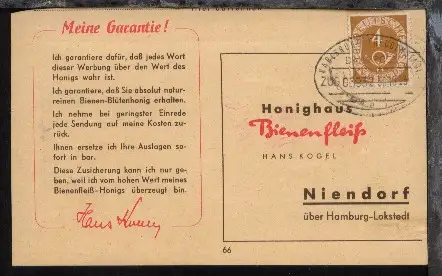 Meine Garantie!
Ich garantiere dafür, daß jedes Wort
dieser Werbung über den Wert des
Honigs wahr ist.
Ich garantiere, daß Sie absolut natur-
reinen Bienen-Blütenhonig erhalten.
Ich nehme bei geringster Einrede
jede Sendung auf meine Kosten zu-
rück.
Ihnen ersetze ich Ihre Auslagen so-
fort in bar.
Diese Zusicherung kann ich nur ge-
ben, weil ich vom hohen Wert meines
Bienenfleiß-Honigs überzeugt bin.
Hans
66
4
Honighaus
Bienenfleiß
HANS KOGEL
Niendorf
über Hamburg-Lokstedt